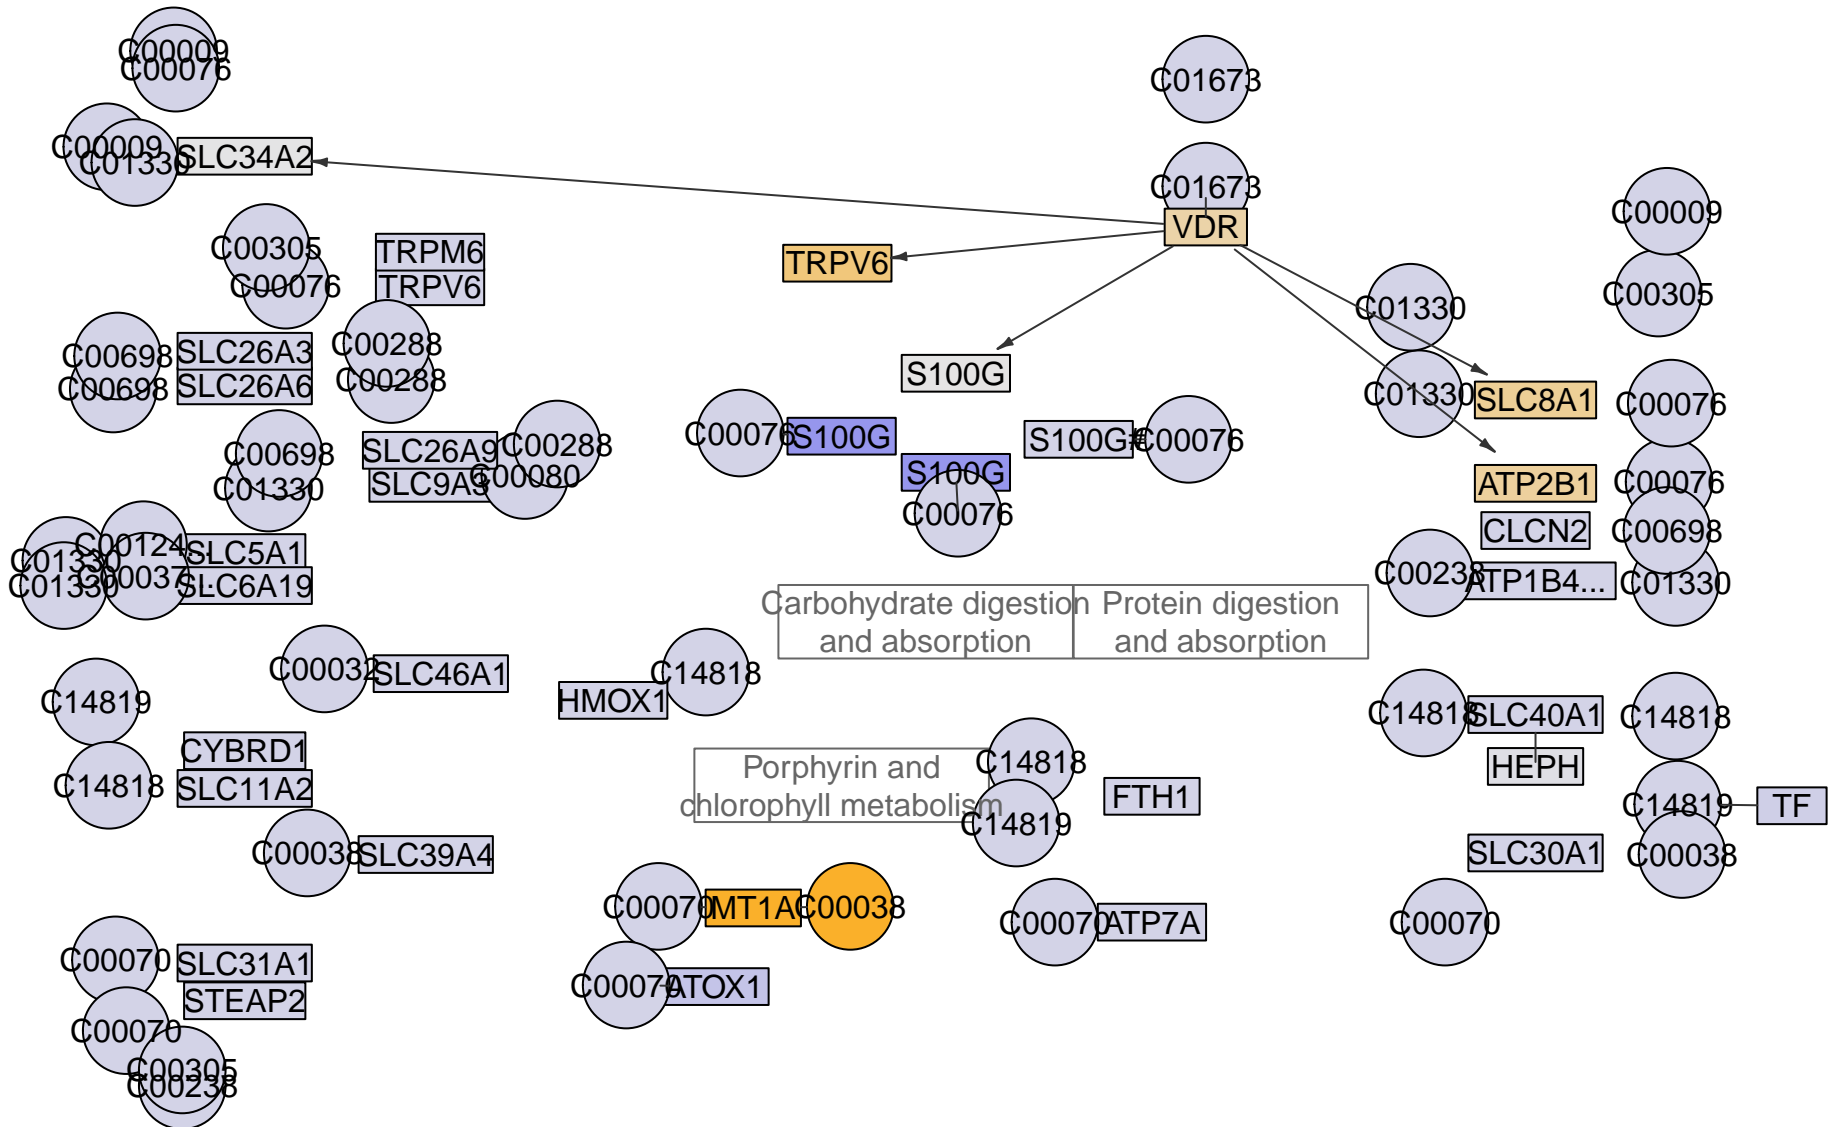 C00009
C00076
C01673
C00009
C01330
SLC34A2
C01673
VDR
C00009
C00305
C00076
TRPM6
TRPV6
TRPV6
C01330
C00305
C00698
C00698
SLC26A3
SLC26A6
C00288
C00288
S100G
C01330
SLC8A1
C00076
C00698
C01330
SLC26A9
SLC9A3
C00288
C00080
C00076
S100G
S100G
C00076
S100G#
C00076
ATP2B1
C00076
CLCN2
C00698
C01330
C01330
C00124...
C00037...
SLC5A1
SLC6A19
C00238
ATP1B4...
C01330
Carbohydrate digestion
and absorption
Protein digestion
and absorption
C00032
SLC46A1
HMOX1
C14818
C14819
C14818
SLC40A1
C14818
HEPH
CYBRD1
SLC11A2
C14818
Porphyrin and
chlorophyll metabolism
C14818
C14819
FTH1
C14819
TF
C00038
SLC39A4
SLC30A1
C00038
C00070
MT1A
C00038
C00070
ATP7A
C00070
C00070
SLC31A1
STEAP2
C00070
ATOX1
C00070
C00305
C00238